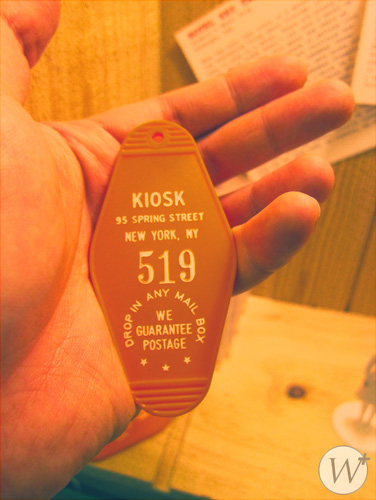 KIOSK
95 SPRING STREET
NEW YORK, NY
519
DROP IN ANY MAIL BOX
WE
GUARANTEE
POSTAGE
W+